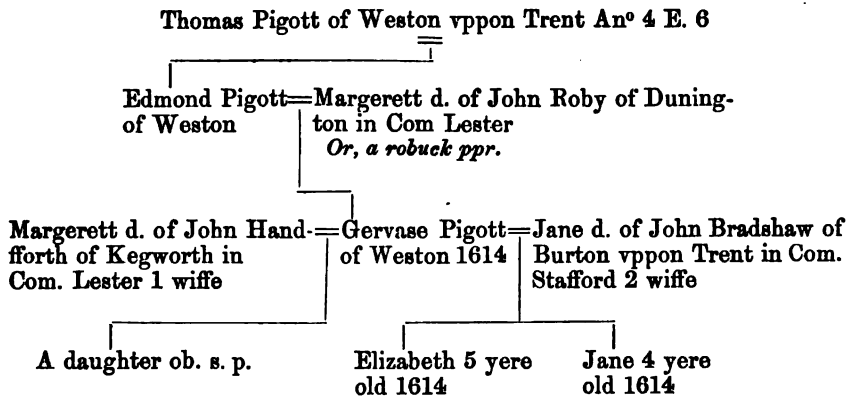 Thomas Pigott of Weston vppon Trent Anº 4 E. 6
Edmond Pigott=Margerett d. of John Roby of Duning-
of Weston
ton in Com Lester
Or, a robuck ppr.
Margerett d. of John Hand-=Gervase Pigott=Jane d. of John Bradshaw of
fforth of Kegworth in
of Weston 1614
Burton vppon Trent in Com.
Com. Lester 1 wiffe
Stafford 2 wiffe
A daughter ob. s. p.
Elizabeth 5 yere
old 1614
Jane 4 yere
old 1614